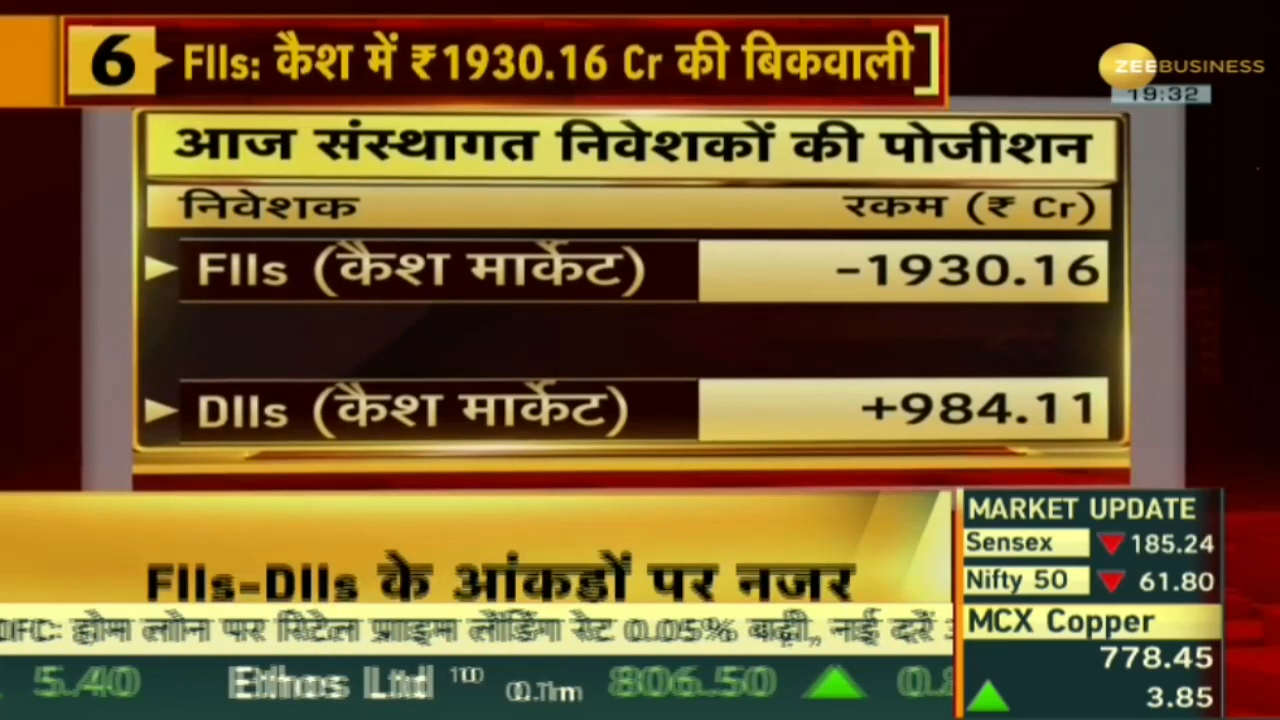 6 FIIs: कैश में ₹1930.16 Cr की बिकवाली
ZEEBUSINESS
19:32
आज संस्थागत निवेशकों की पोजीशन
निवेशक रकम (₹ Cr)
FIIs (कैश मार्केट) -1930.16
DIIs (कैश मार्केट) +984.11
MARKET UPDATE
Sensex 185.24
Nifty 50 61.80
FIIs-DIIs के आंकड़ों पर नजर
DFC: होम लोन पर रिटेल प्राइम लेंडिंग रेट 0.05% बढ़ी, नई दरें
MCX Copper
778.45
3.85
5.40 Ethos Ltd 100 806.50